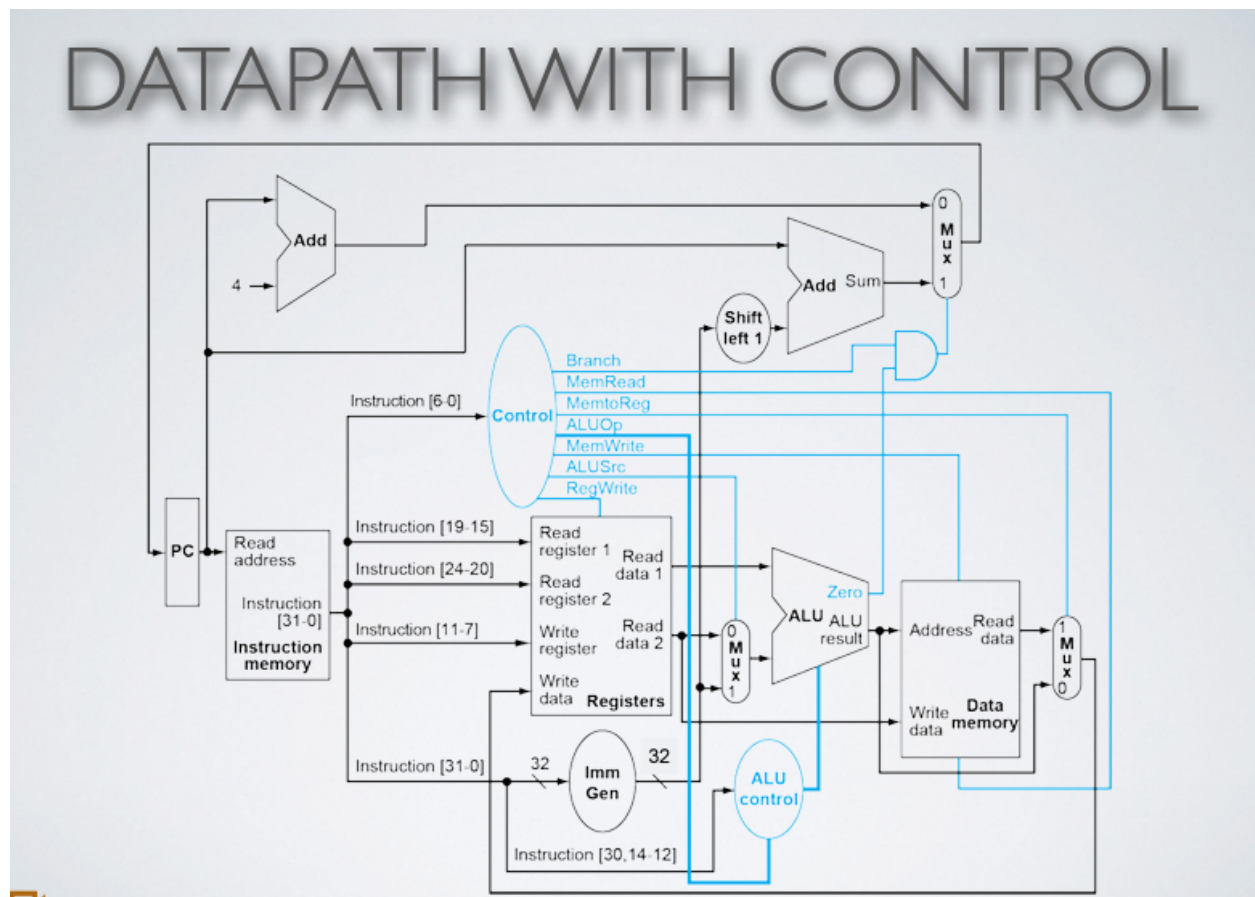 DATAPATH WITH CONTROL
Add
4
Add Sum
0
Mux
1
Shift
left 1
Branch
MemRead
MemtoReg
ALUOp
MemWrite
ALUSrc
RegWrite
Instruction [6-0]
Control
PC
Read
address
Instruction
[31-0]
Instruction
memory
Instruction [19-15]
Instruction [24-20]
Instruction [11-7]
Instruction [31-0]
Read
register 1
Read
data 1
Read
register 2
Write
register
Read
data 2
Write
data
Registers
0
Mux
1
Zero
ALU
ALU
result
Address
Read
data
Write
data
Data
memory
1
Mux
0
32
Imm
Gen
32
ALU
control
Instruction [30,14-12]